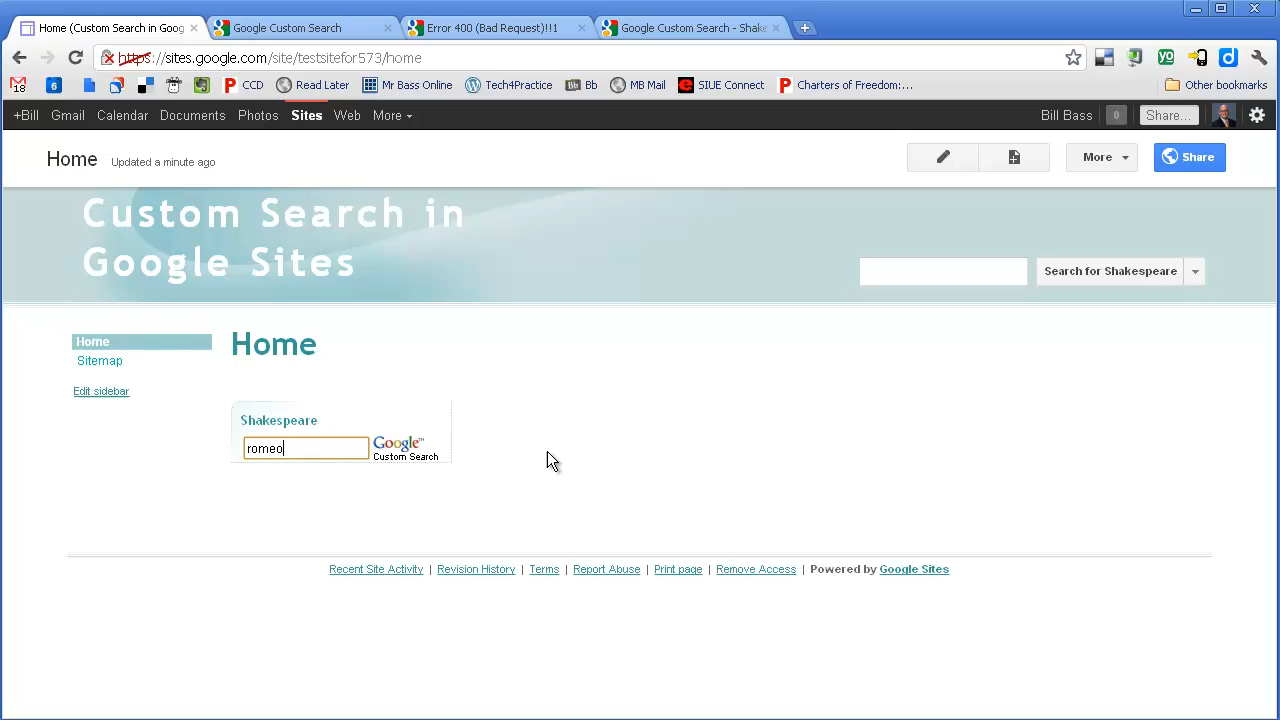 Home (Custom Search in Goog
Google Custom Search
Error 400 (Bad Request)!!1
Google Custom Search - Shake
https://sites.google.com/site/testsitefor573/home
18
6
CCD
Read Later
Mr Bass Online
Tech4Practice
Bb Bb
MB Mail
SIUE Connect
Charters of Freedom:...
Other bookmarks
+Bill Gmail Calendar Documents Photos Sites Web More
Bill Bass 0 Share...
Home Updated a minute ago
More
Share
Custom Search in
Google Sites
Search for Shakespeare
Home
Sitemap
Edit sidebar
Home
Shakespeare
romeo
Google™
Custom Search
Recent Site Activity | Revision History | Terms | Report Abuse | Print page | Remove Access | Powered by Google Sites